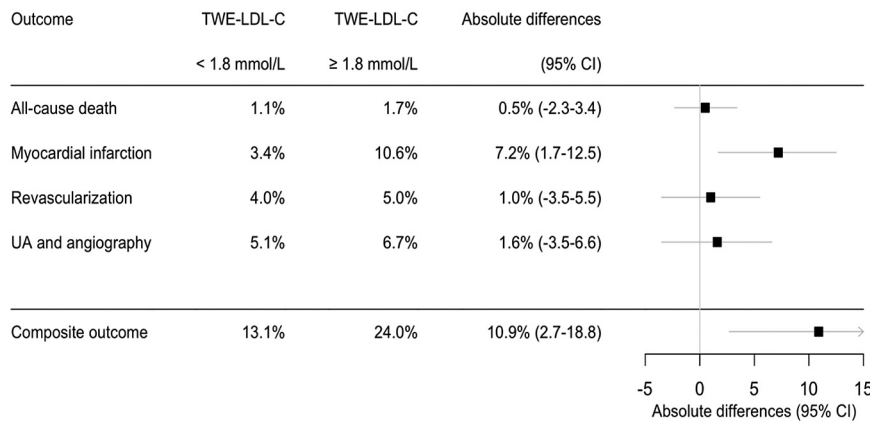 Outcome TWE-LDL-C TWE-LDL-C Absolute differences
< 1.8 mmol/L ≥ 1.8 mmol/L (95% CI)
All-cause death 1.1% 1.7% 0.5% (-2.3-3.4)
Myocardial infarction 3.4% 10.6% 7.2% (1.7-12.5)
Revascularization 4.0% 5.0% 1.0% (-3.5-5.5)
UA and angiography 5.1% 6.7% 1.6% (-3.5-6.6)
Composite outcome 13.1% 24.0% 10.9% (2.7-18.8)
-5 0 5 10 15
Absolute differences (95% CI)